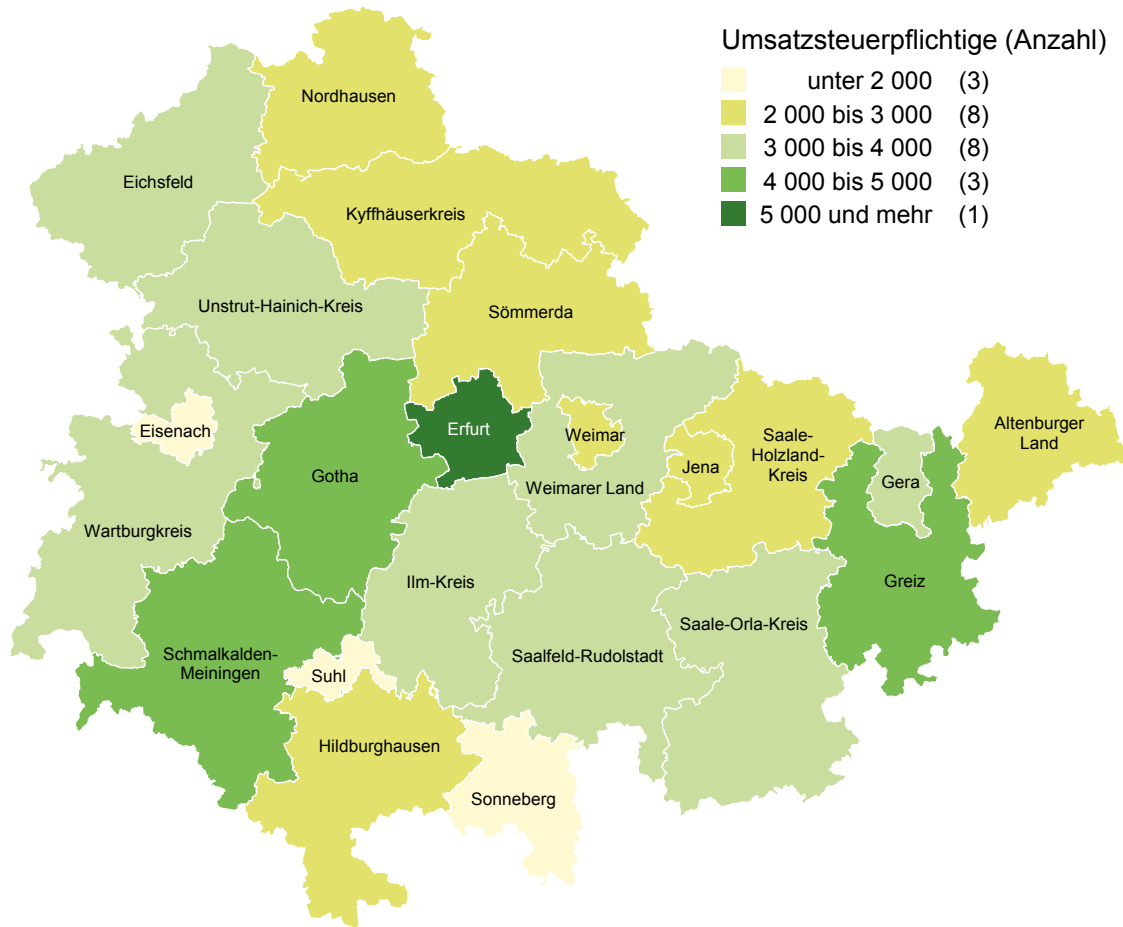 Umsatzsteuerpflichtige (Anzahl)
unter 2 000 (3)
2 000 bis 3 000 (8)
3 000 bis 4 000 (8)
4 000 bis 5 000 (3)
5 000 und mehr (1)
Nordhausen
Eichsfeld
Kyffhäuserkreis
Unstrut-Hainich-Kreis
Sömmerda
Eisenach
Erfurt
Weimar
Altenburger
Land
Saale-
Holzland-
Kreis
Jena
Gotha
Weimarer Land
Gera
Wartburgkreis
Ilm-Kreis
Greiz
Saale-Orla-Kreis
Schmalkalden-
Meiningen
Saalfeld-Rudolstadt
Suhl
Hildburghausen
Sonneberg